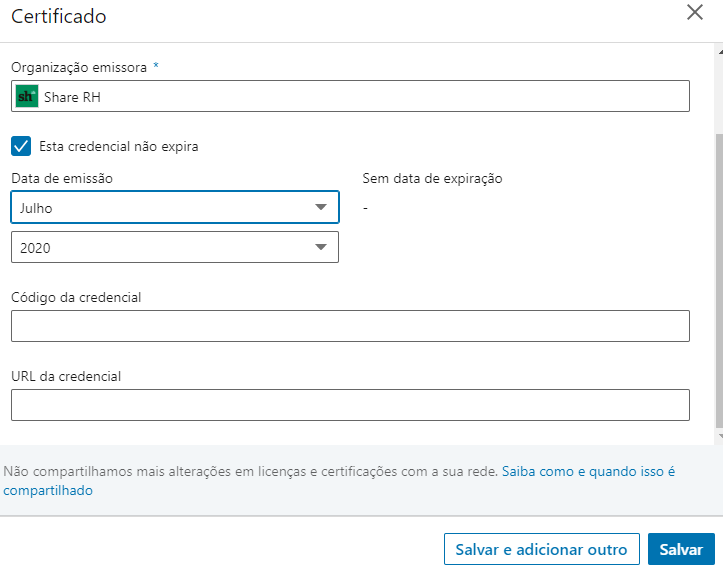 Certificado
Organização emissora *
sh
Share RH
Esta credencial não expira
Data de emissão
Sem data de expiração
Julho
-
2020
Código da credencial
URL da credencial
Não compartilhamos mais alterações em licenças e certificações com a sua rede. Saiba como e quando isso é
compartilhado
Salvar e adicionar outro
Salvar